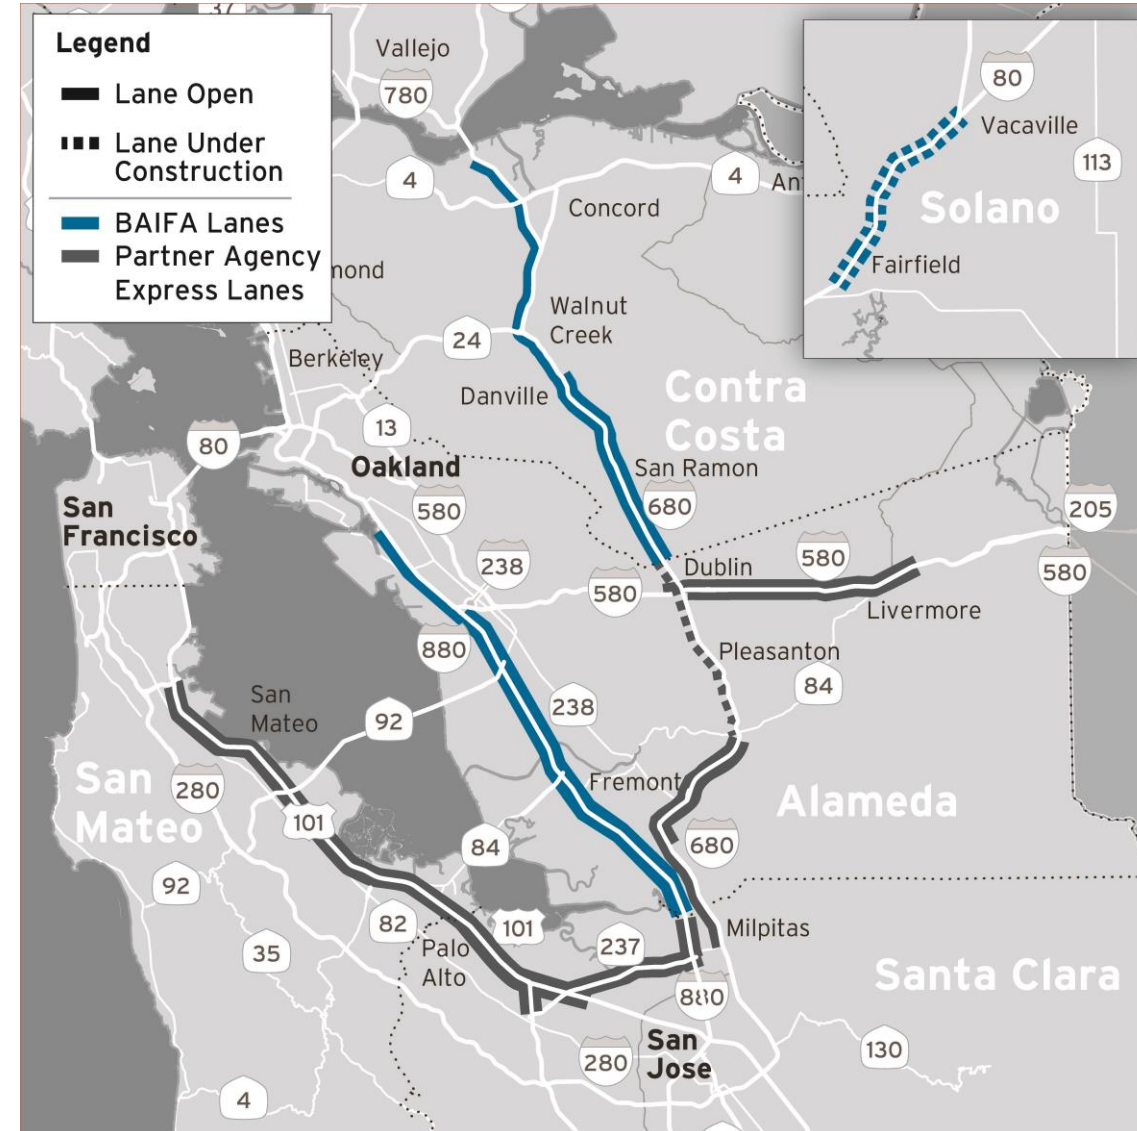 37
Legend
Lane Open
Lane Under
Construction
BAIFA Lanes
Partner Agency
Express Lanes
Vallejo
780
4
4
Concord
80
Vacaville
113
Solano
Fairfield
mond
Walnut
Creek
24
Berkeley
Danville
Contra
Costa
13
80
Oakland
San Ramon
580
680
San
Francisco
205
238
Dublin
580
580
580
Livermore
880
Pleasanton
84
San
Mateo
92
238
Fremont
San
Mateo
280
101
Alameda
84
680
92
82
101
Milpitas
35
Palo
Alto
237
Santa Clara
880
San
Jose
280
130
4